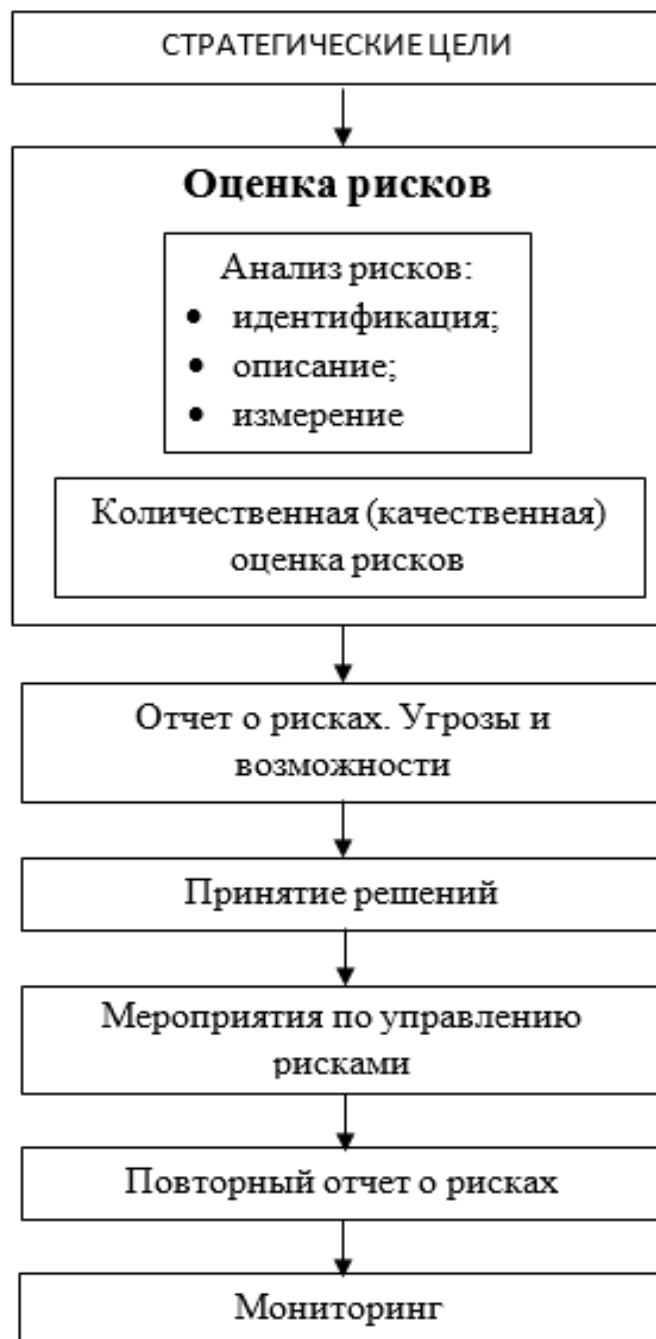 СТРАТЕГИЧЕСКИЕ ЦЕЛИ
Оценка рисков
Анализ рисков:
• идентификация;
• описание;
• измерение
Количественная (качественная)
оценка рисков
Отчет о рисках. Угрозы и
возможности
Принятие решений
Мероприятия по управлению
рисками
Повторный отчет о рисках
Мониторинг